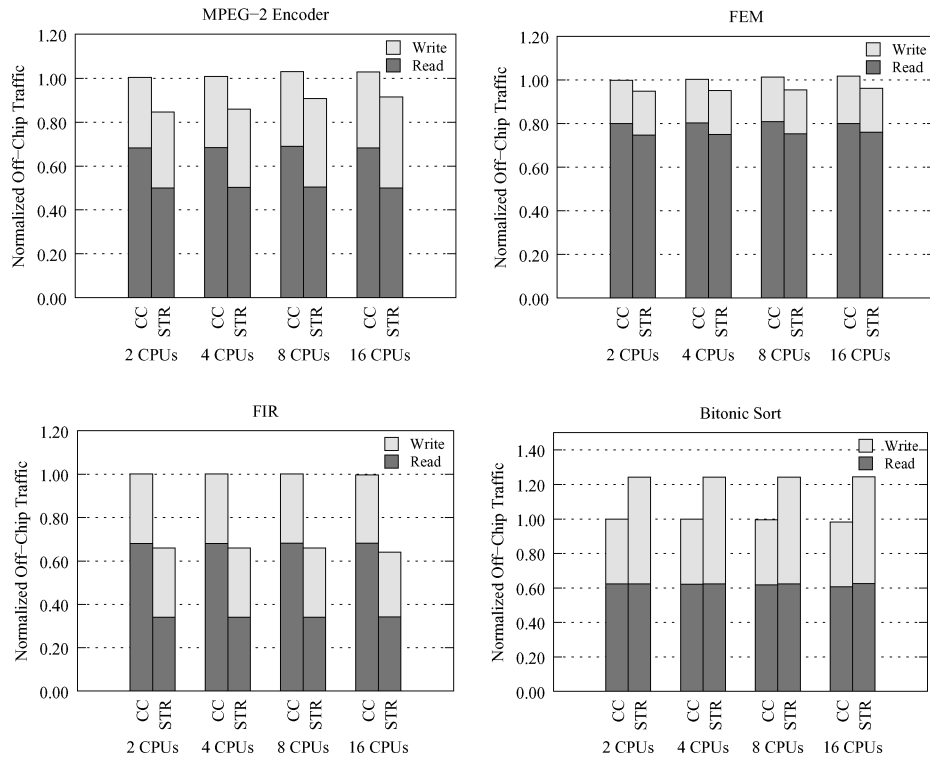 MPEG−2 Encoder
Normalized Off−Chip Traffic
1.20
1.00
0.80
0.60
0.40
0.20
0.00
Write
Read
CC STR CC STR CC STR CC STR
2 CPUs 4 CPUs 8 CPUs 16 CPUs
FEM
Normalized Off−Chip Traffic
1.20
1.00
0.80
0.60
0.40
0.20
0.00
Write
Read
CC STR CC STR CC STR CC STR
2 CPUs 4 CPUs 8 CPUs 16 CPUs
FIR
Normalized Off−Chip Traffic
1.20
1.00
0.80
0.60
0.40
0.20
0.00
Write
Read
CC STR CC STR CC STR CC STR
2 CPUs 4 CPUs 8 CPUs 16 CPUs
Bitonic Sort
Normalized Off−Chip Traffic
1.40
1.20
1.00
0.80
0.60
0.40
0.20
0.00
Write
Read
CC STR CC STR CC STR CC STR
2 CPUs 4 CPUs 8 CPUs 16 CPUs